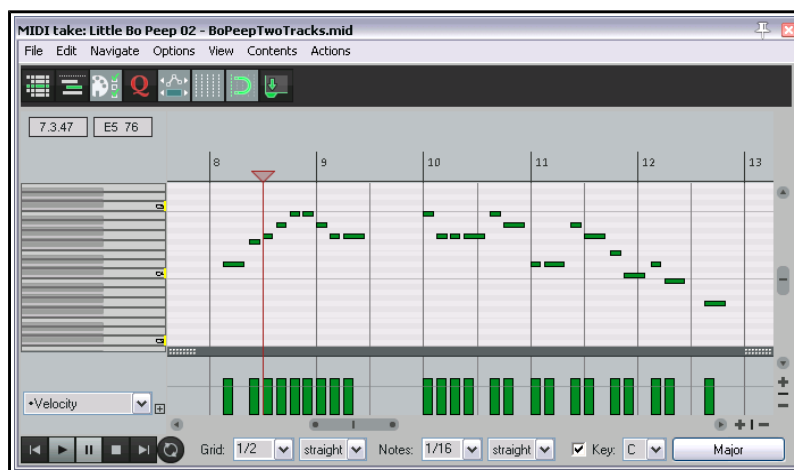 MIDI take: Little Bo Peep 02 - BoPeepTwoTracks.mid
File Edit Navigate Options View Contents Actions
Q
7.3.47 E5 76
8 9 10 11 12 13
•Velocity
Grid: 1/2 straight Notes: 1/16 straight Key: C Major